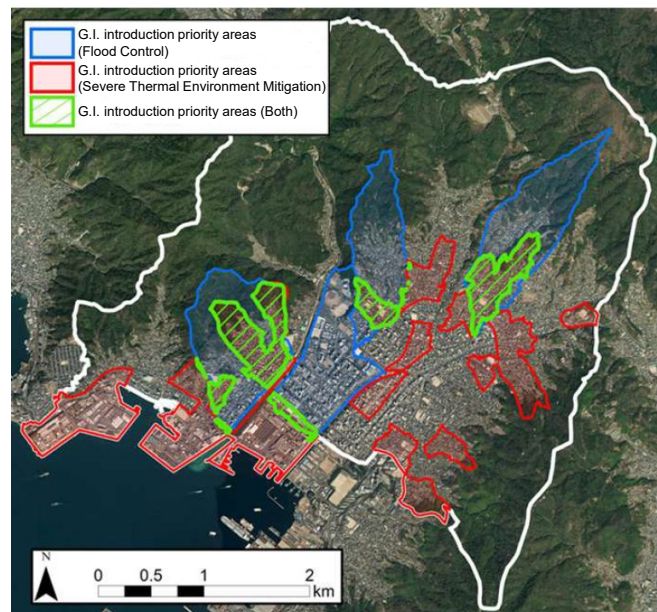 G.I. introduction priority areas
(Flood Control)
G.I. introduction priority areas
(Severe Thermal Environment Mitigation)
G.I. introduction priority areas (Both)
N
0 0.5 1 2
km